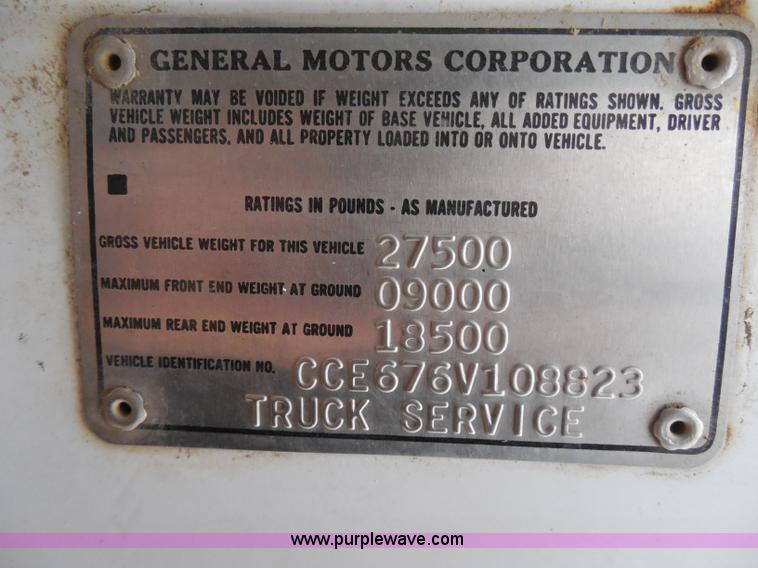 GENERAL MOTORS CORPORATION
WARRANTY MAY BE VOIDED IF WEIGHT EXCEEDS ANY OF RATINGS SHOWN. GROSS
VEHICLE WEIGHT INCLUDES WEIGHT OF BASE VEHICLE, ALL ADDED EQUIPMENT, DRIVER
AND PASSENGERS, AND ALL PROPERTY LOADED INTO OR ONTO VEHICLE.
RATINGS IN POUNDS - AS MANUFACTURED
GROSS VEHICLE WEIGHT FOR THIS VEHICLE 27500
MAXIMUM FRONT END WEIGHT AT GROUND 09000
MAXIMUM REAR END WEIGHT AT GROUND 18500
VEHICLE IDENTIFICATION NO. CCE676V108823
TRUCK SERVICE
www.purplewave.com